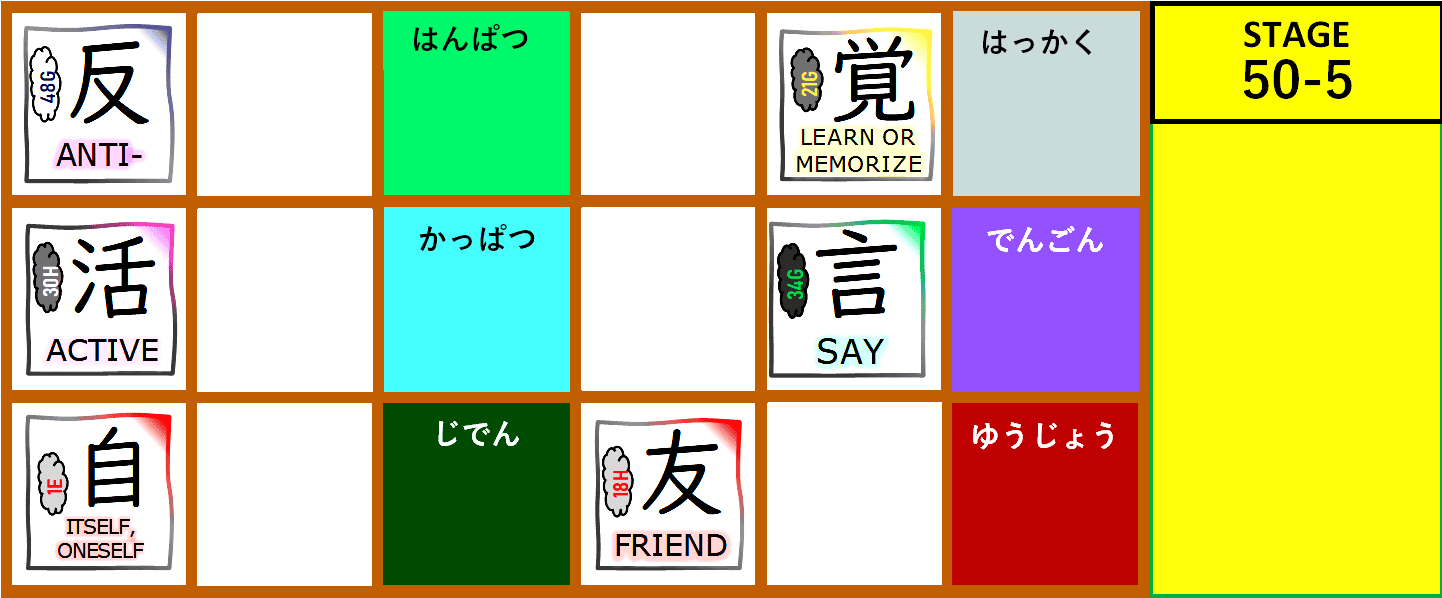 48G
反
ANTI-
はんぱつ
21G
覚
LEARN OR
MEMORIZE
はっかく
STAGE
50-5
30H
活
ACTIVE
かっぱつ
34G
言
SAY
でんごん
1E
自
ITSELF,
ONESELF
じでん
18H
友
FRIEND
ゆうじょう